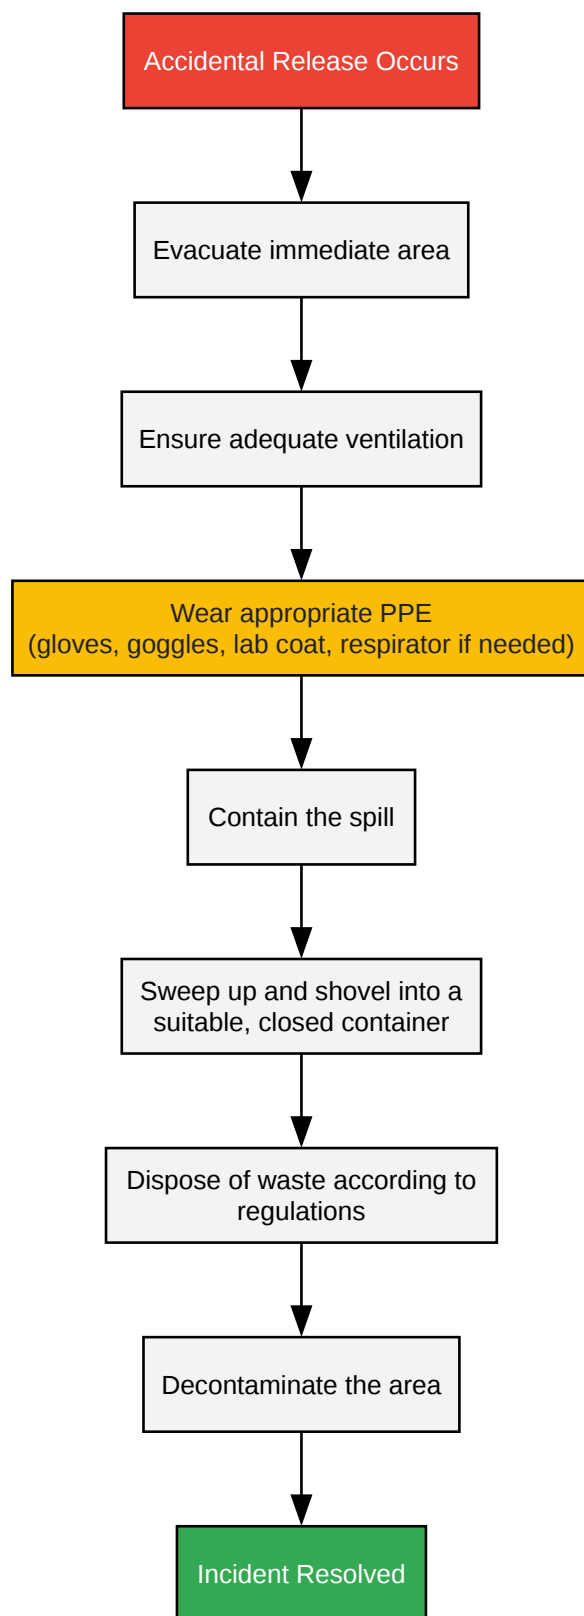 Accidental Release Occurs
Evacuate immediate area
Ensure adequate ventilation
Wear appropriate PPE
(gloves, goggles, lab coat, respirator if needed)
Contain the spill
Sweep up and shovel into a
suitable, closed container
Dispose of waste according to
regulations
Decontaminate the area
Incident Resolved